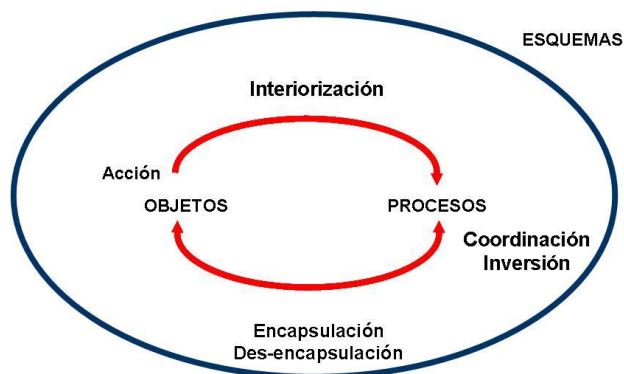 ESQUEMAS
Interiorización
Acción
OBJETOS
PROCESOS
Coordinación
Inversión
Encapsulación
Des-encapsulación